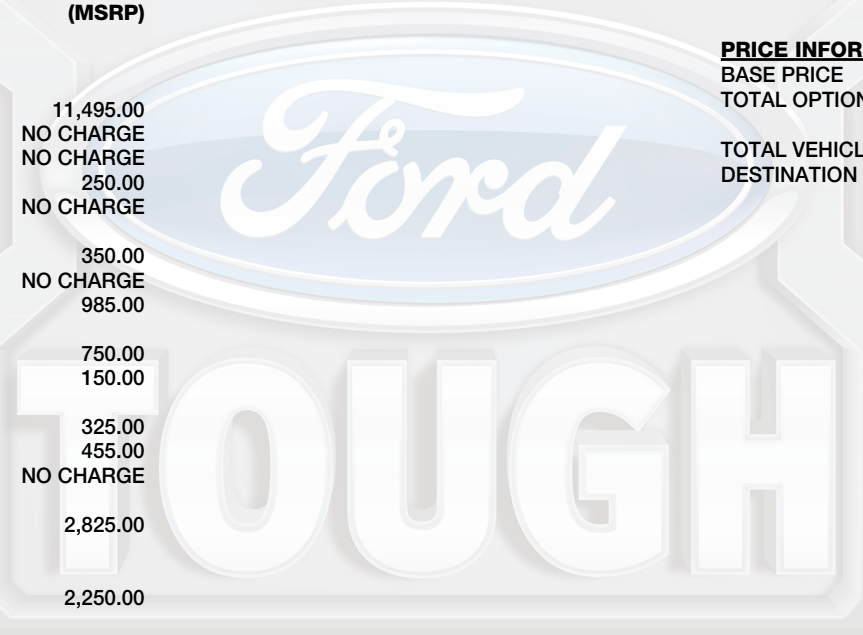 (MSRP)
11,495.00
NO CHARGE
NO CHARGE
250.00
NO CHARGE
350.00
NO CHARGE
985.00
750.00
150.00
325.00
455.00
NO CHARGE
2,825.00
2,250.00
PRICE INFOR
BASE PRICE
TOTAL OPTION
TOTAL VEHICL
DESTINATION
Ford
TOUGH